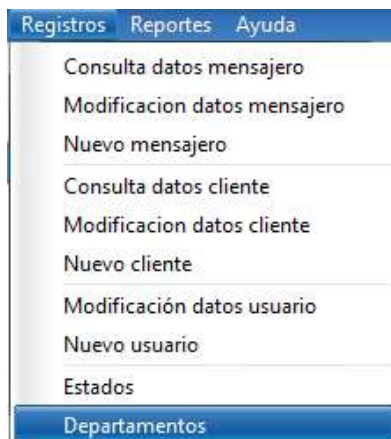 Registros Reportes Ayuda
Consulta datos mensajero
Modificacion datos mensajero
Nuevo mensajero
Consulta datos cliente
Modificacion datos cliente
Nuevo cliente
Modificación datos usuario
Nuevo usuario
Estados
Departamentos